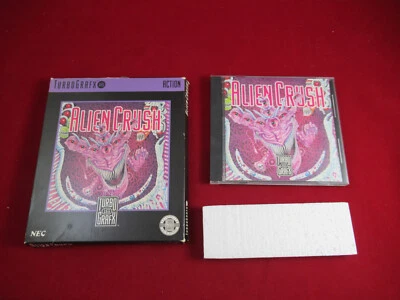 TURBOGRAFX 16 ACTION
ALIEN CRUSH
TURBO
GRAFX
NEC
ALIEN CRUSH
TURBO
GRAFX